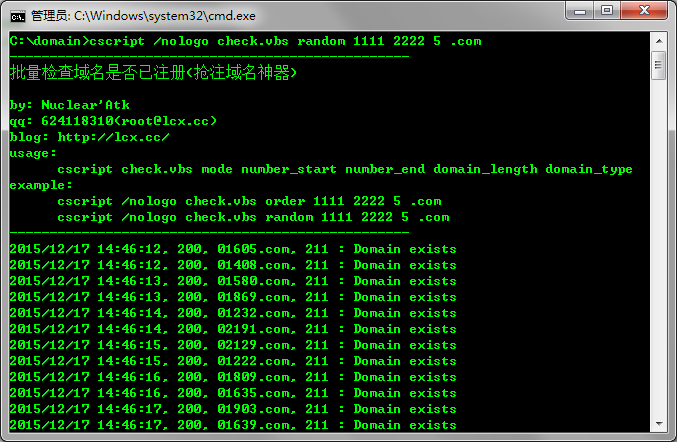 管理员: C:\Windows\system32\cmd.exe
C:\domain>cscript /nologo check.vbs random 1111 2222 5 .com
--------------------------------------------------
批量检查域名是否已注册(抢注域名神器)
by: Nuclear'Atk
qq: 624118310(root@lcx.cc)
blog: http://lcx.cc/
usage:
cscript check.vbs mode number_start number_end domain_length domain_type
example:
cscript /nologo check.vbs order 1111 2222 5 .com
cscript /nologo check.vbs random 1111 2222 5 .com
--------------------------------------------------
2015/12/17 14:46:12, 200, 01605.com, 211 : Domain exists
2015/12/17 14:46:12, 200, 01408.com, 211 : Domain exists
2015/12/17 14:46:13, 200, 01580.com, 211 : Domain exists
2015/12/17 14:46:13, 200, 01869.com, 211 : Domain exists
2015/12/17 14:46:14, 200, 01232.com, 211 : Domain exists
2015/12/17 14:46:14, 200, 02191.com, 211 : Domain exists
2015/12/17 14:46:15, 200, 02129.com, 211 : Domain exists
2015/12/17 14:46:15, 200, 01222.com, 211 : Domain exists
2015/12/17 14:46:16, 200, 01809.com, 211 : Domain exists
2015/12/17 14:46:16, 200, 01635.com, 211 : Domain exists
2015/12/17 14:46:17, 200, 01903.com, 211 : Domain exists
2015/12/17 14:46:17, 200, 01639.com, 211 : Domain exists